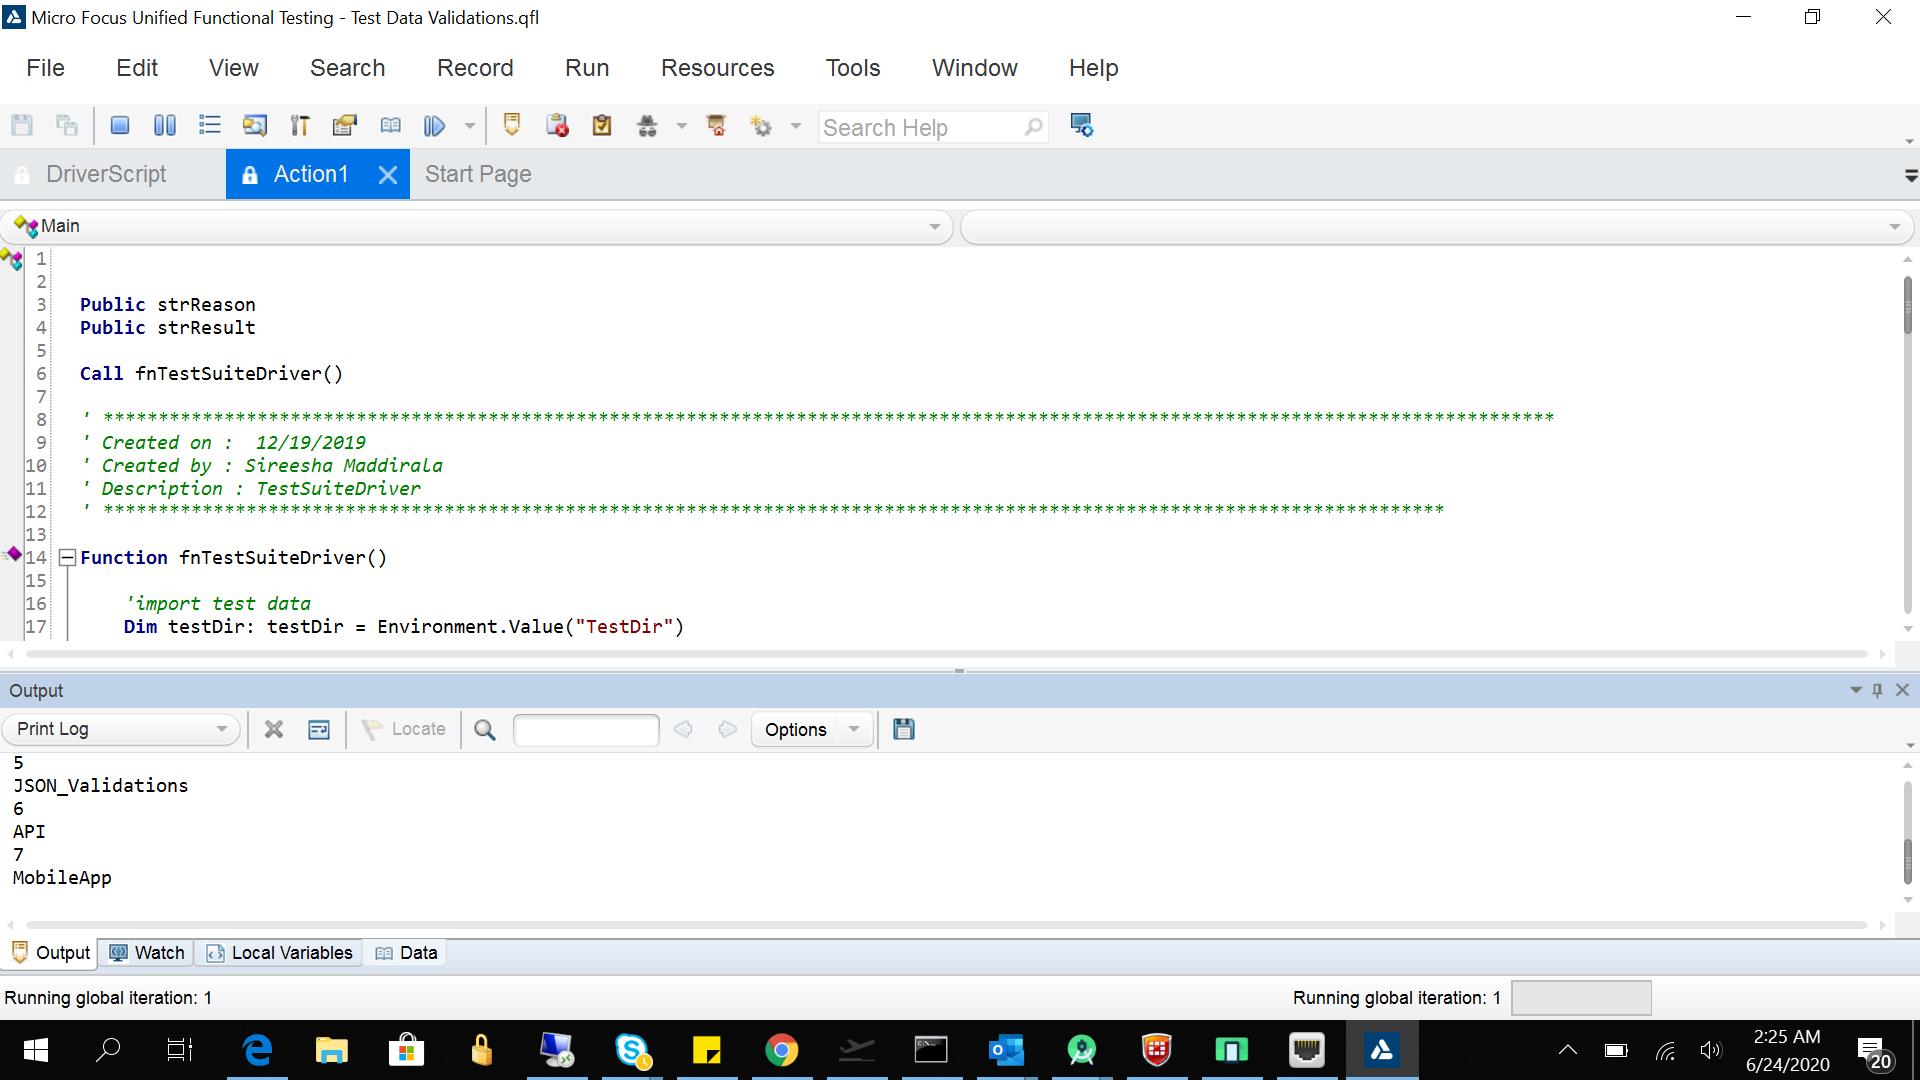 Micro Focus Unified Functional Testing - Test Data Validations.qfl
File Edit View Search Record Run Resources Tools Window Help
Search Help
DriverScript Action1 Start Page
Main
1
2
3 Public strReason
4 Public strResult
5
6 Call fnTestSuiteDriver()
7
8 ' ************************************************************************************************************************************
9 ' Created on :  12/19/2019
10 ' Created by : Sireesha Maddirala
11 ' Description : TestSuiteDriver
12 ' **************************************************************************************************************************
13
14 Function fnTestSuiteDriver()
15
16 'import test data
17 Dim testDir: testDir = Environment.Value("TestDir")
Output
Print Log Locate Options
5
JSON_Validations
6
API
7
MobileApp
Output Watch Local Variables Data
Running global iteration: 1 Running global iteration: 1
2:25 AM
6/24/2020
20